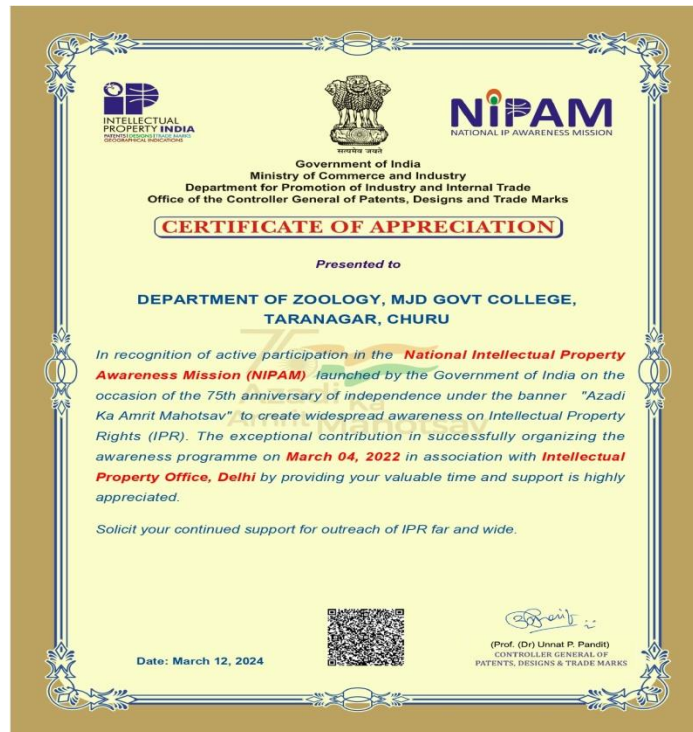 INTELLECTUAL
PROPERTY INDIA
PATENTS | DESIGNS | TRADE MARKS
GEOGRAPHICAL INDICATIONS
सत्यमेव जयते
NIPAM
NATIONAL IP AWARENESS MISSION
Government of India
Ministry of Commerce and Industry
Department for Promotion of Industry and Internal Trade
Office of the Controller General of Patents, Designs and Trade Marks
CERTIFICATE OF APPRECIATION
Presented to
DEPARTMENT OF ZOOLOGY, MJD GOVT COLLEGE,
TARANAGAR, CHURU
In recognition of active participation in the National Intellectual Property
Awareness Mission (NIPAM) launched by the Government of India on the
occasion of the 75th anniversary of independence under the banner "Azadi
Ka Amrit Mahotsav" to create widespread awareness on Intellectual Property
Rights (IPR). The exceptional contribution in successfully organizing the
awareness programme on March 04, 2022 in association with Intellectual
Property Office, Delhi by providing your valuable time and support is highly
appreciated.
75
Azadi Ka
Amrit Mahotsav
Solicit your continued support for outreach of IPR far and wide.
Date: March 12, 2024
(Prof. (Dr) Unnat P. Pandit)
CONTROLLER GENERAL OF
PATENTS, DESIGNS & TRADE MARKS